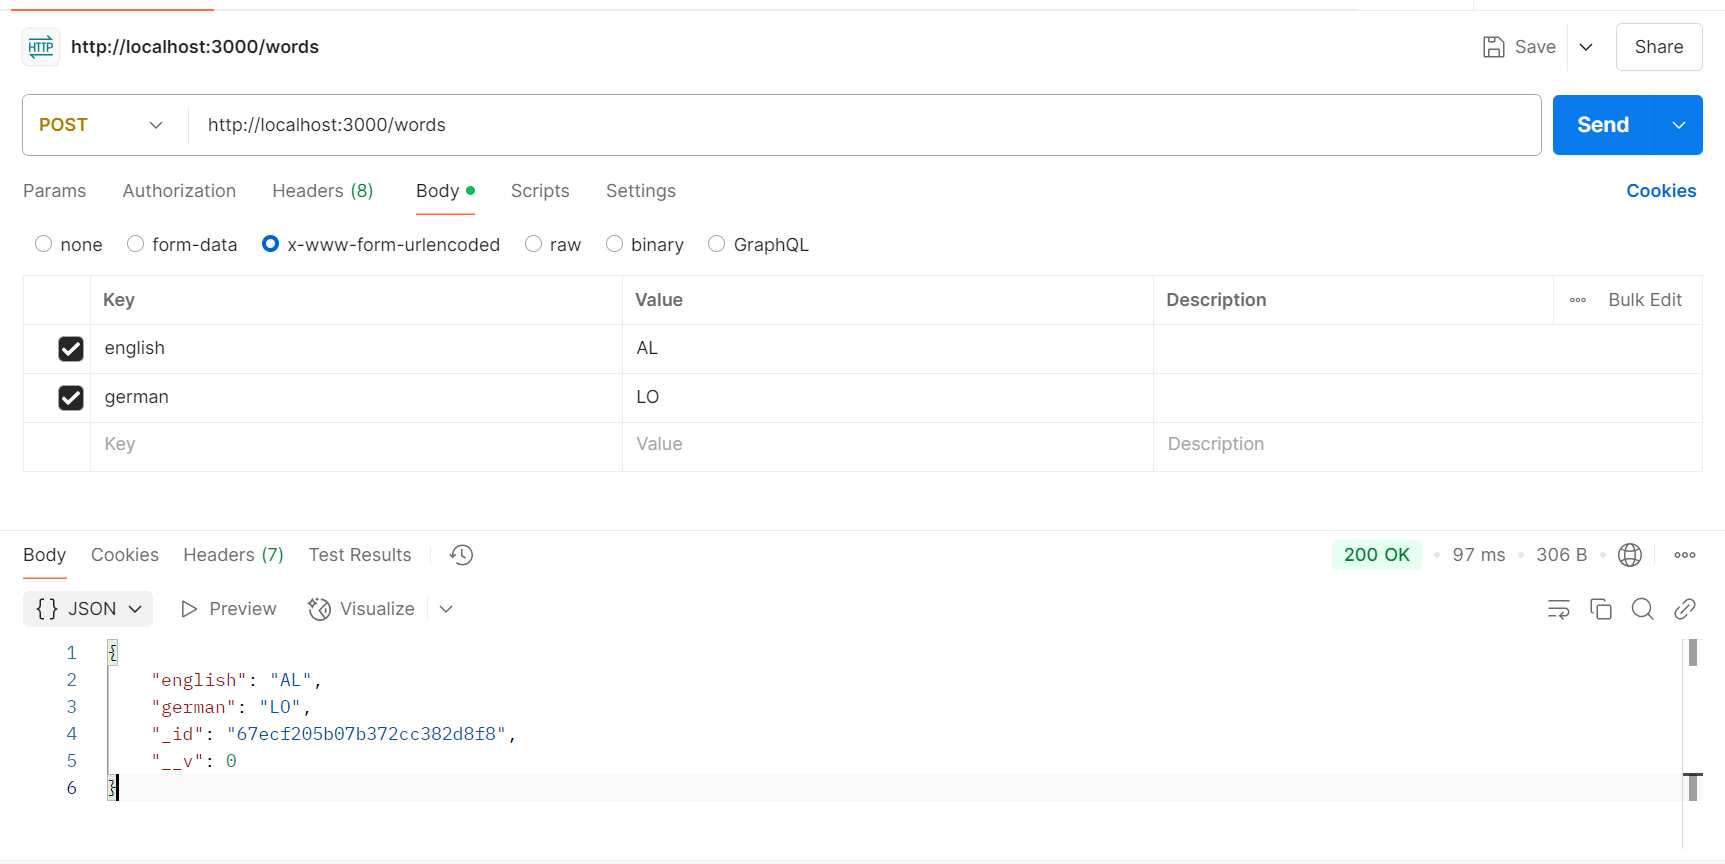 HTTP http://localhost:3000/words Save Share
POST http://localhost:3000/words Send
Params Authorization Headers (8) Body Scripts Settings Cookies
none form-data x-www-form-urlencoded raw binary GraphQL
Key Value Description Bulk Edit
english AL
german LO
Key Value Description
Body Cookies Headers (7) Test Results 200 OK 97 ms 306 B
{} JSON Preview Visualize
1 {
2 "english": "AL",
3 "german": "LO",
4 "_id": "67ecf205b07b372cc382d8f8",
5 "__v": 0
6 }